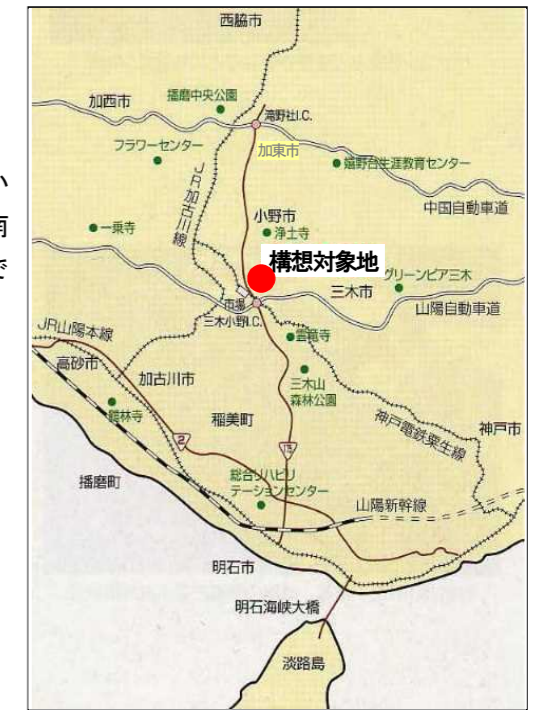 西脇市
加西市
播磨中央公園
滝野社I.C.
フラワーセンター
加東市
嬉野台生涯教育センター
JR加古川線
中国自動車道
小野市
一乗寺
浄土寺
構想対象地
グリーンピア三木
三木市
市場
三木小野I.C.
山陽自動車道
JR山陽本線
高砂市
加古川市
三木山
森林公園
鶴林寺
稲美町
神戸電鉄粟生線
神戸市
2
播磨町
総合リハビリ
テーションセンター
山陽新幹線
明石市
明石海峡大橋
淡路島
い
南
で